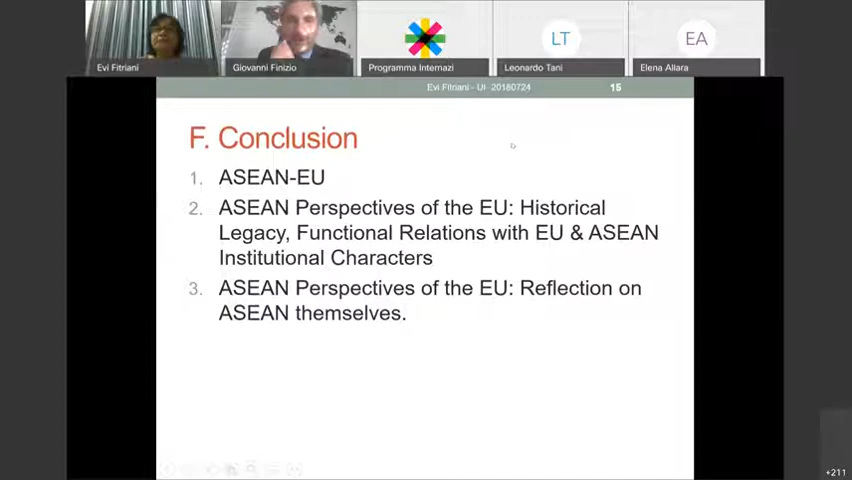 LT
EA
Evi Fitriani
Giovanni Finizio
Programma Internazi
Leonardo Tani
Elena Allara
Evi Fitriani - UI- 20180724
15
F. Conclusion
1. ASEAN-EU
2. ASEAN Perspectives of the EU: Historical
Legacy, Functional Relations with EU & ASEAN
Institutional Characters
3. ASEAN Perspectives of the EU: Reflection on
ASEAN themselves.
+211